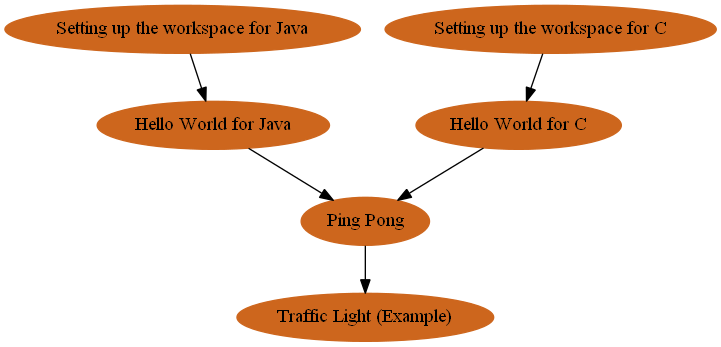 Setting up the workspace for Java
Setting up the workspace for C
Hello World for Java
Hello World for C
Ping Pong
Traffic Light (Example)